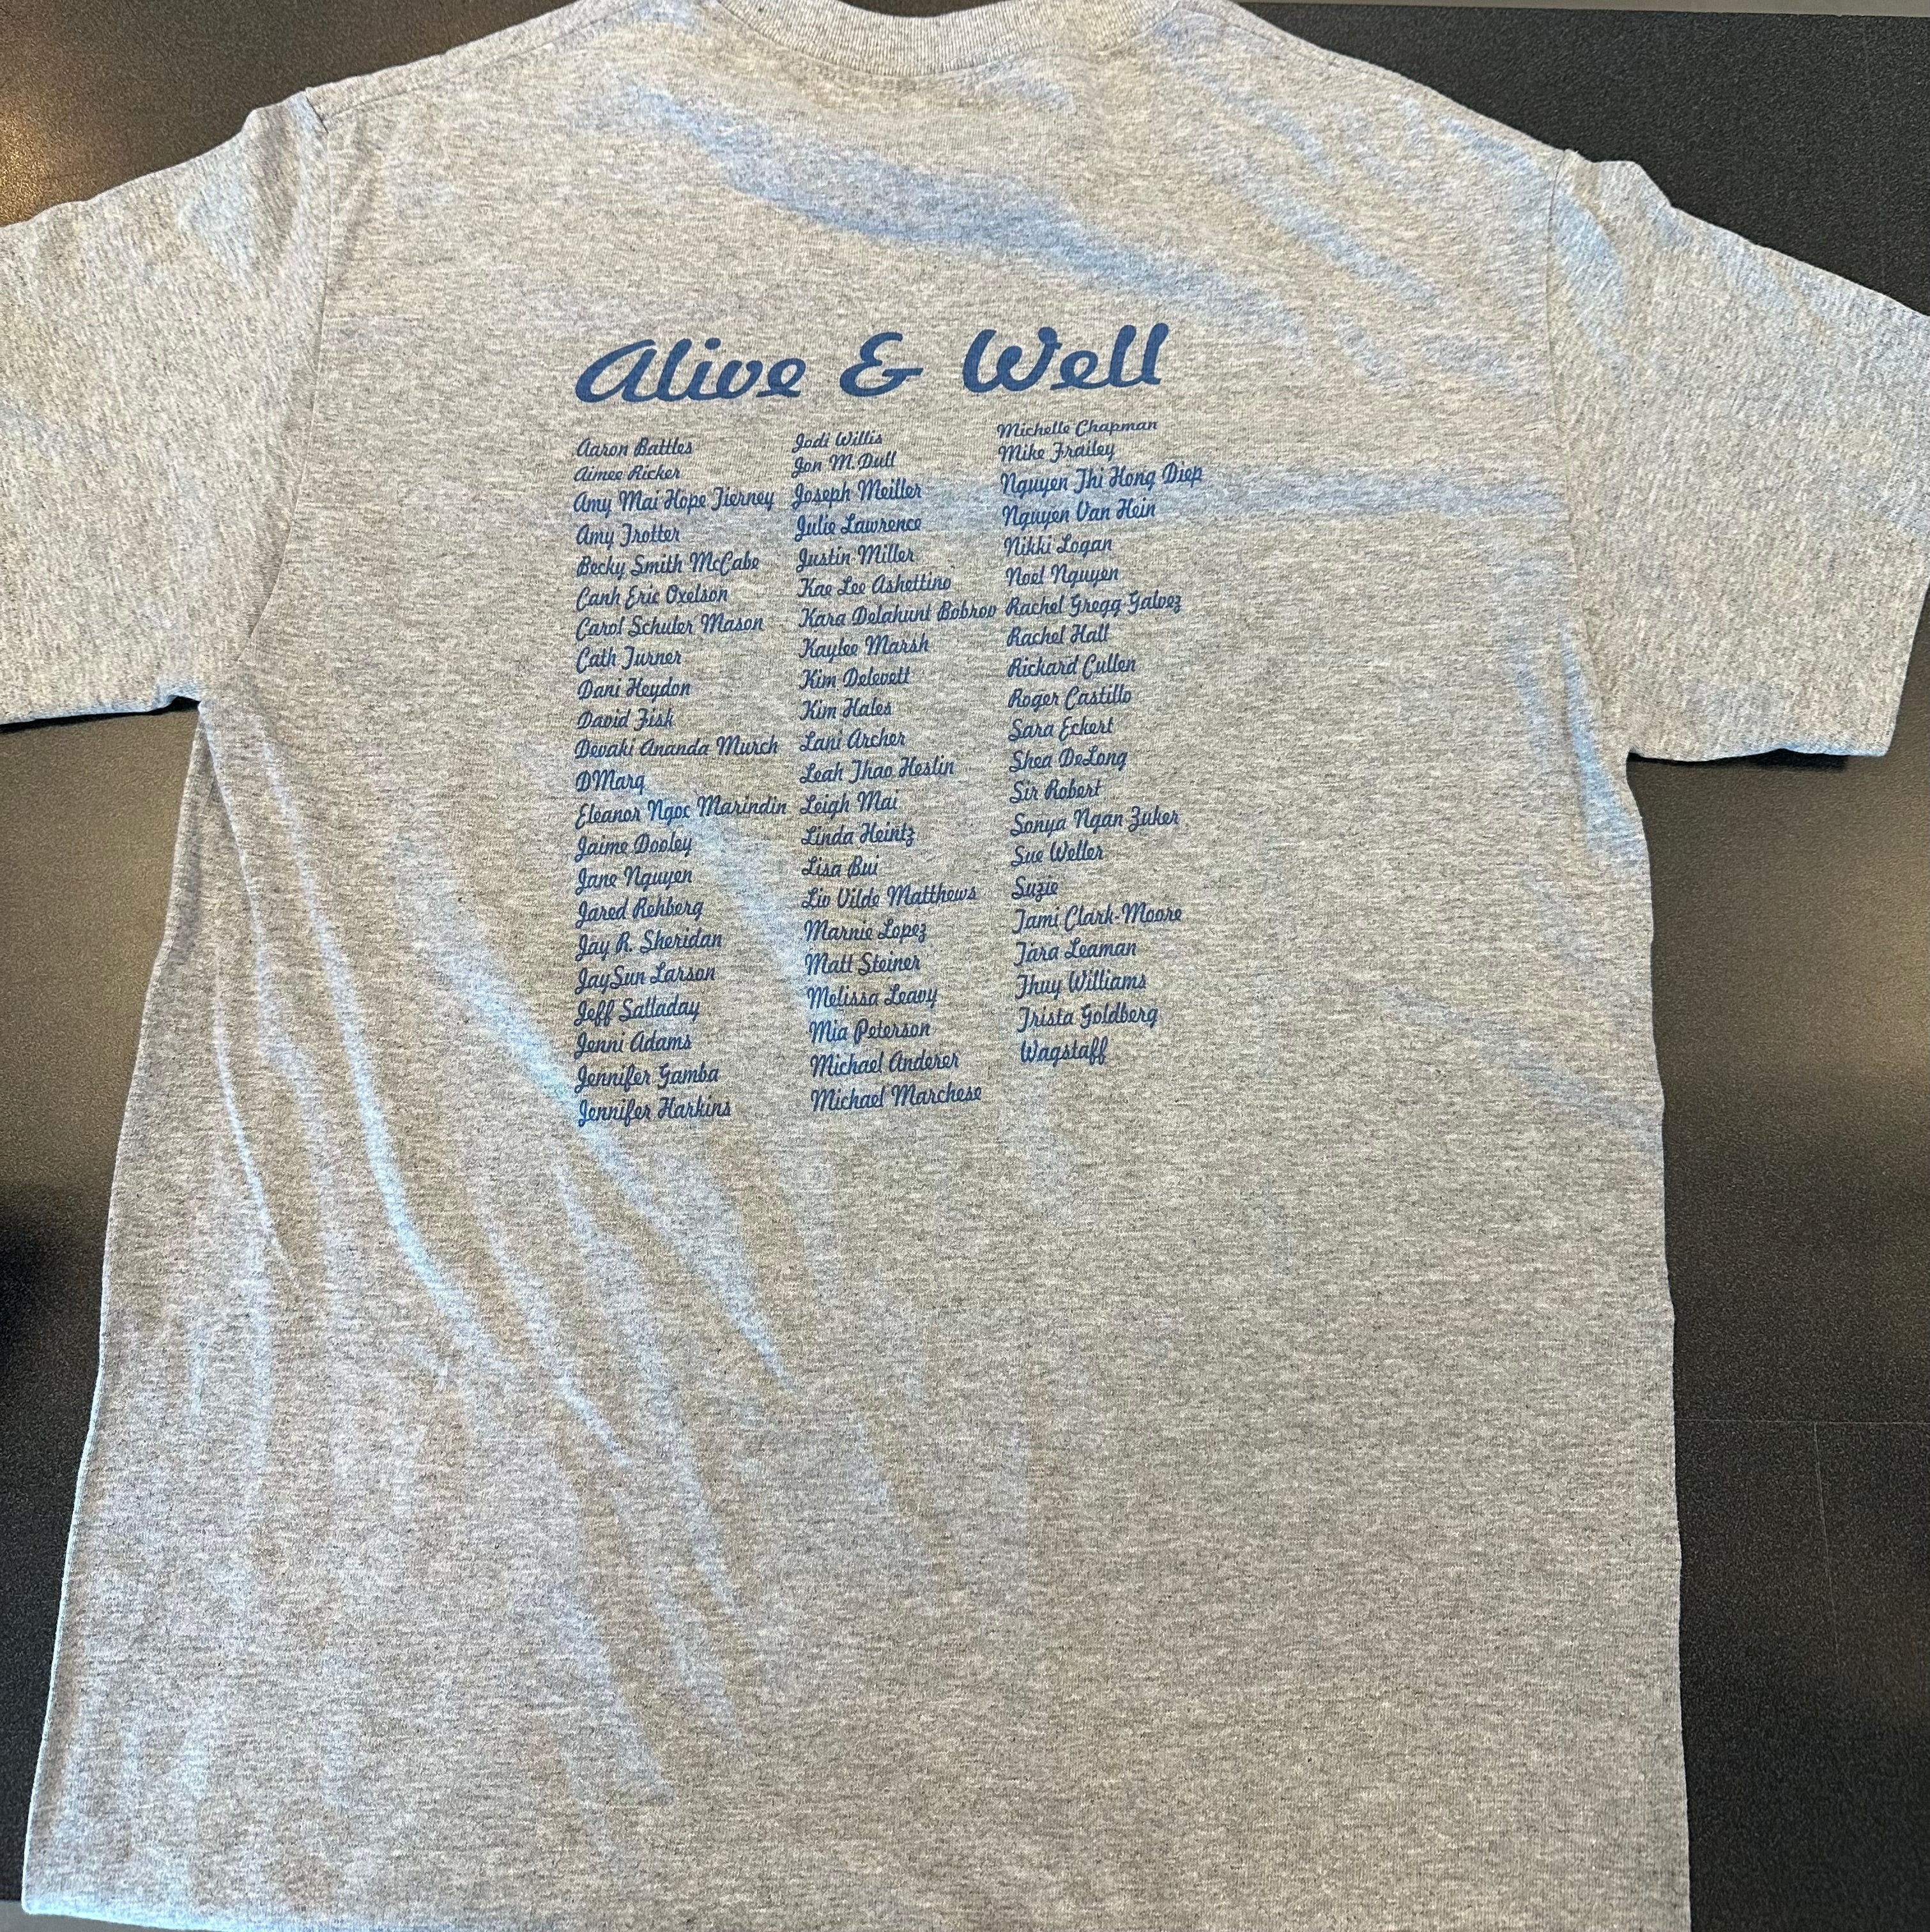 Alive & Well
Aaron Battles
Aimee Ricker
Amy Mai Hope Tierney
Amy Trotter
Becky Smith McCabe
Canh Eric Oxelson
Carol Schuler Mason
Cath Turner
Dani Heydon
David Fisk
Devaki Ananda Murch
DMarq
Eleanor Ngoc Marindin
Jaime Dooley
Jane Nguyen
Jared Rehberg
Jay R. Sheridan
JaySun Larson
Jeff Salladay
Jenni Adams
Jennifer Gamba
Jennifer Harkins
Jodi Willis
Jon M. Dull
Joseph Meiller
Julie Lawrence
Justin Miller
Kae Lee Ashettino
Kara Delahunt Bobrov
Kaylee Marsh
Kim Delevett
Kim Hales
Lani Archer
Leah Thao Heslin
Leigh Mai
Linda Heintz
Lisa Bui
Liv Vilde Matthews
Marnie Lopez
Matt Steiner
Melissa Leavy
Mia Peterson
Michael Anderer
Michael Marchese
Michelle Chapman
Mike Frailey
Nguyen Thi Hong Diep
Nguyen Van Hein
Nikki Logan
Noel Nguyen
Rachel Gregg Galvez
Rachel Hall
Rickard Cullen
Roger Castillo
Sara Eckert
Shea DeLong
Sir Robert
Sonya Ngan Zuker
Sue Weller
Suzie
Tami Clark-Moore
Tara Leaman
Thuy Williams
Trista Goldberg
Wagstaff